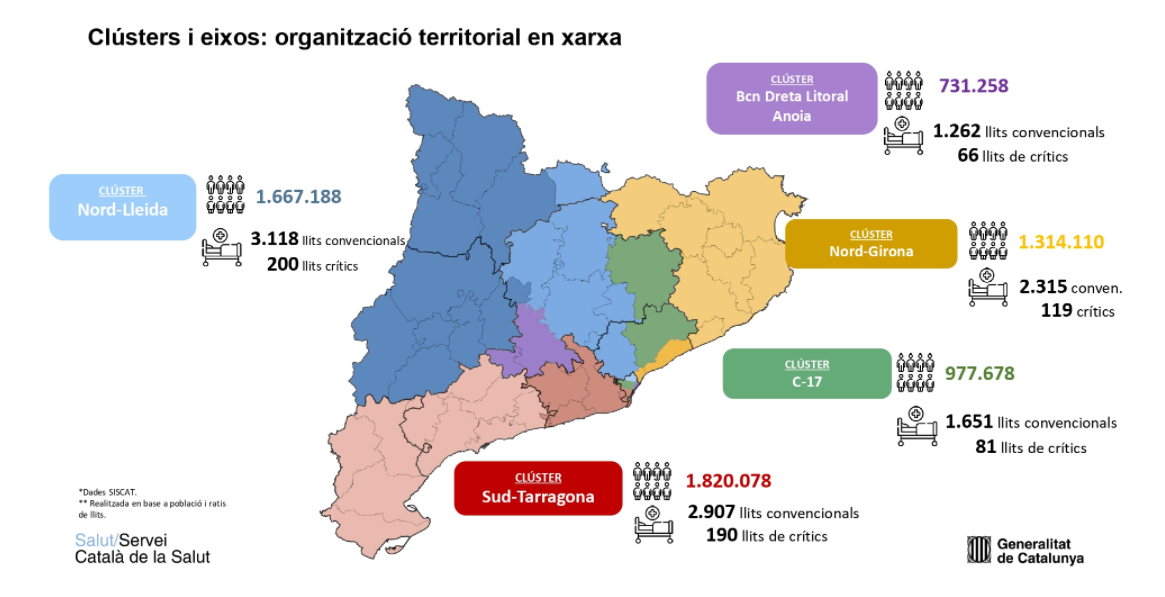 Clústers i eixos: organització territorial en xarxa
CLÚSTER
Bcn Dreta Litoral
Anoia
731.258
1.262 llits convencionals
66 llits de crítics
CLÚSTER
Nord-Lleida
1.667.188
3.118 llits convencionals
200 llits crítics
CLÚSTER
Nord-Girona
1.314.110
2.315 conven.
119 crítics
CLÚSTER
C-17
977.678
1.651 llits convencionals
81 llits de crítics
CLÚSTER
Sud-Tarragona
1.820.078
2.907 llits convencionals
190 llits de crítics
*Dades SISCAT.
** Realitzada en base a població i ratis
de llits.
Salut/Servei
Català de la Salut
Generalitat
de Catalunya